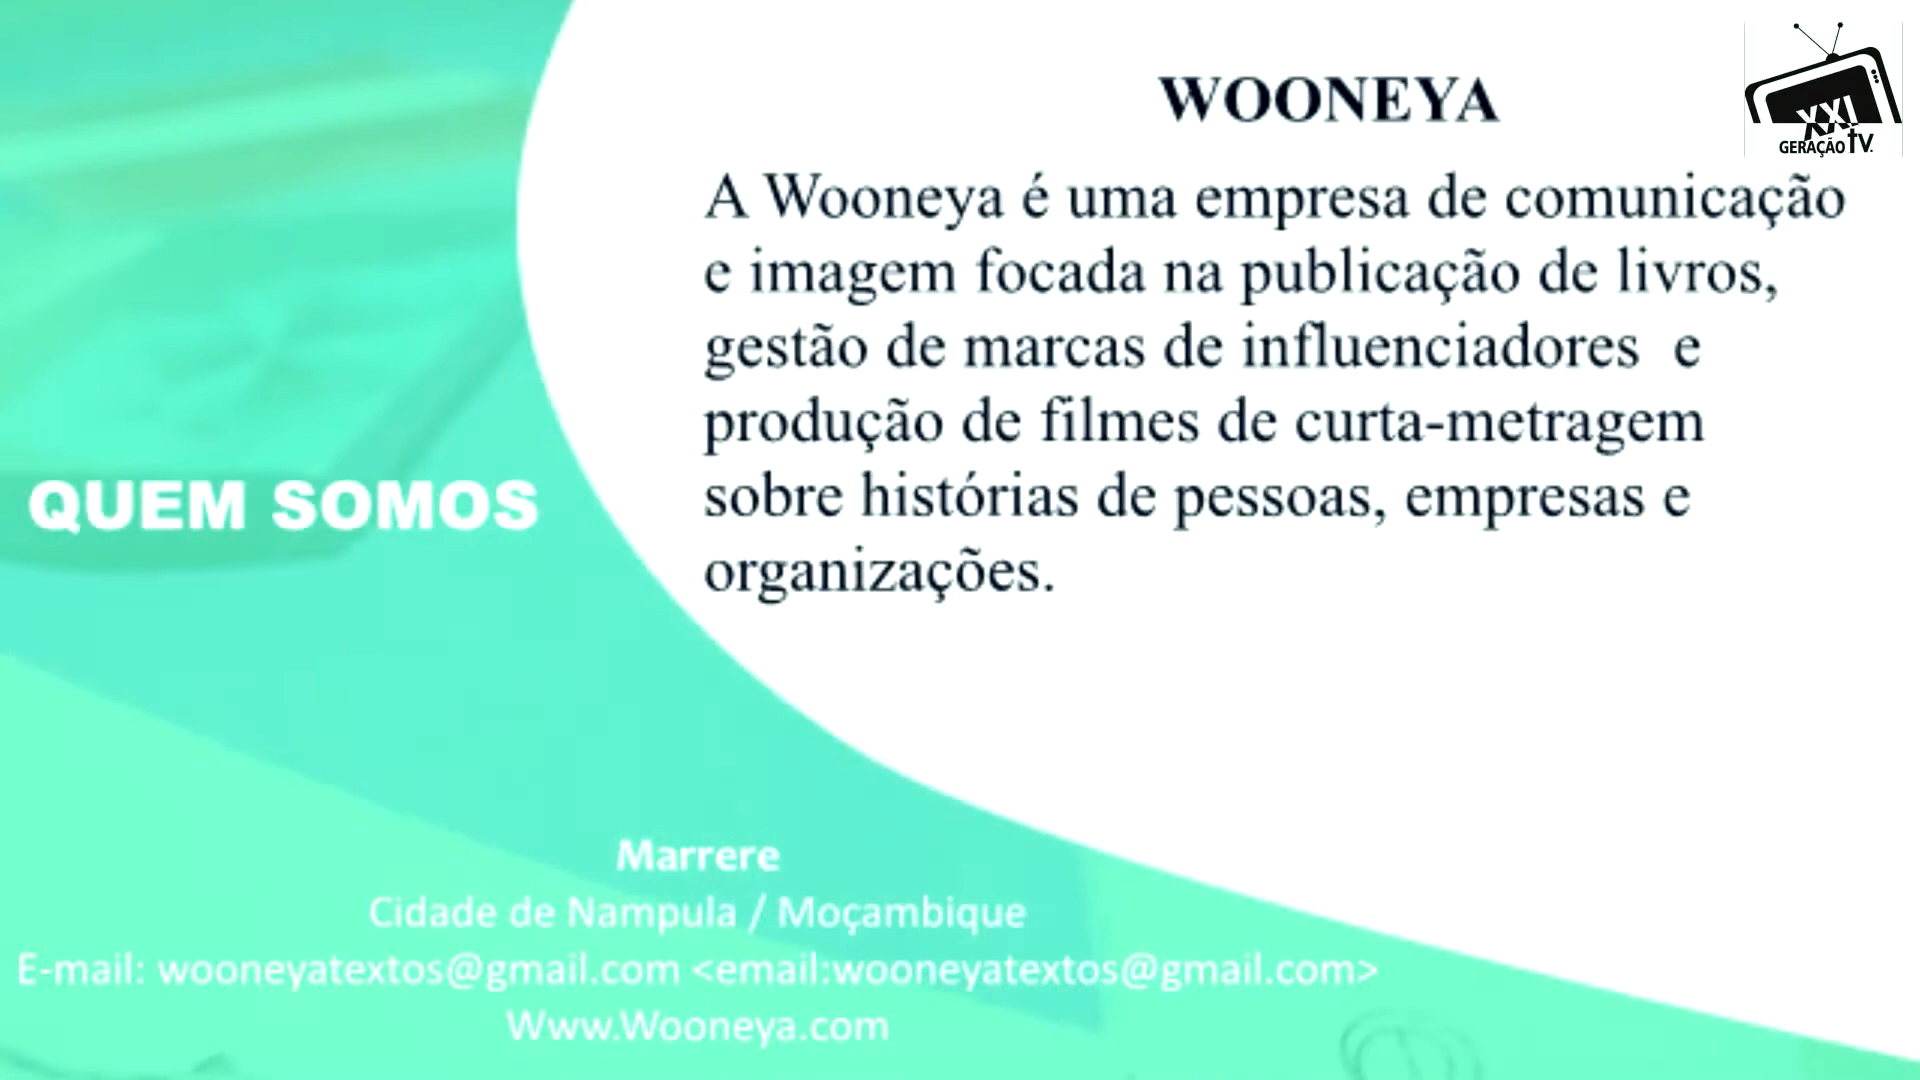 WOONEYA
XXI
GERAÇÃO TV.
A Wooneya é uma empresa de comunicação
e imagem focada na publicação de livros,
gestão de marcas de influenciadores e
produção de filmes de curta-metragem
sobre histórias de pessoas, empresas e
organizações.
QUEM SOMOS
Marrere
Cidade de Nampula / Moçambique
E-mail: wooneyatextos@gmail.com <email:wooneyatextos@gmail.com>
Www.Wooneya.com